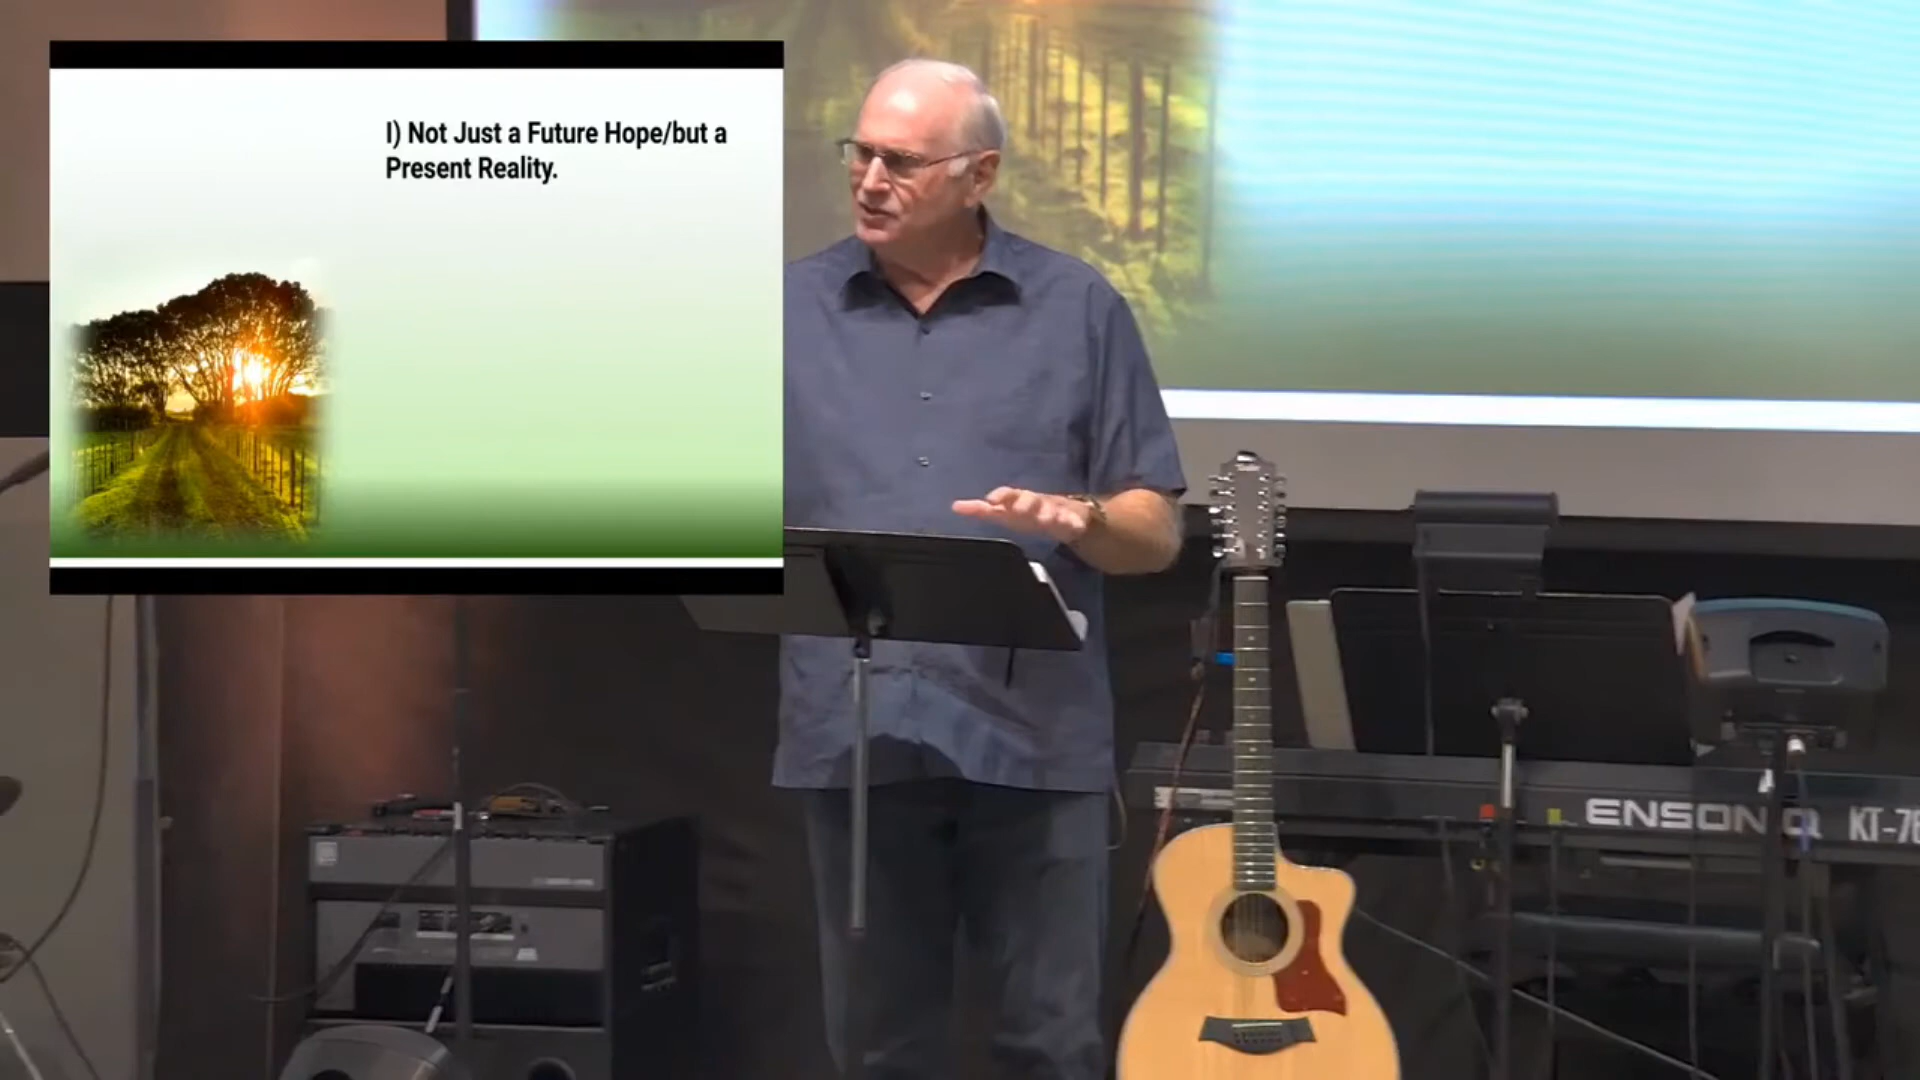 I) Not Just a Future Hope/but a
Present Reality.
ENSONIQ KT-76